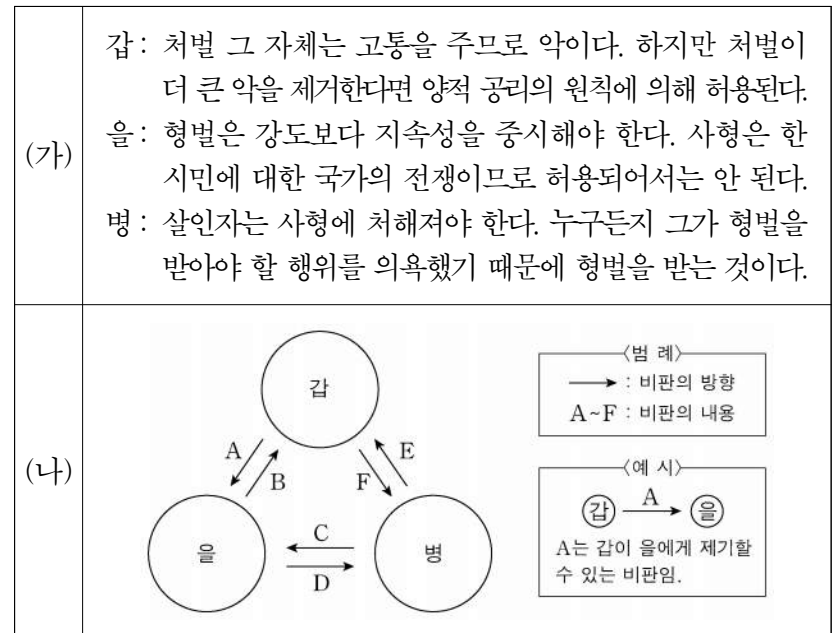 (가)
갑 : 처벌 그 자체는 고통을 주므로 악이다. 하지만 처벌이
더 큰 악을 제거한다면 양적 공리의 원칙에 의해 허용된다.
을 : 형벌은 강도보다 지속성을 중시해야 한다. 사형은 한
시민에 대한 국가의 전쟁이므로 허용되어서는 안 된다.
병 : 살인자는 사형에 처해져야 한다. 누구든지 그가 형벌을
받아야 할 행위를 의욕했기 때문에 형벌을 받는 것이다.
(나)
갑
A
B
F
E
을
C
D
병
〈범 례〉
: 비판의 방향
A~F : 비판의 내용
〈예 시〉
갑 A 을
A는 갑이 을에게 제기할
수 있는 비판임.